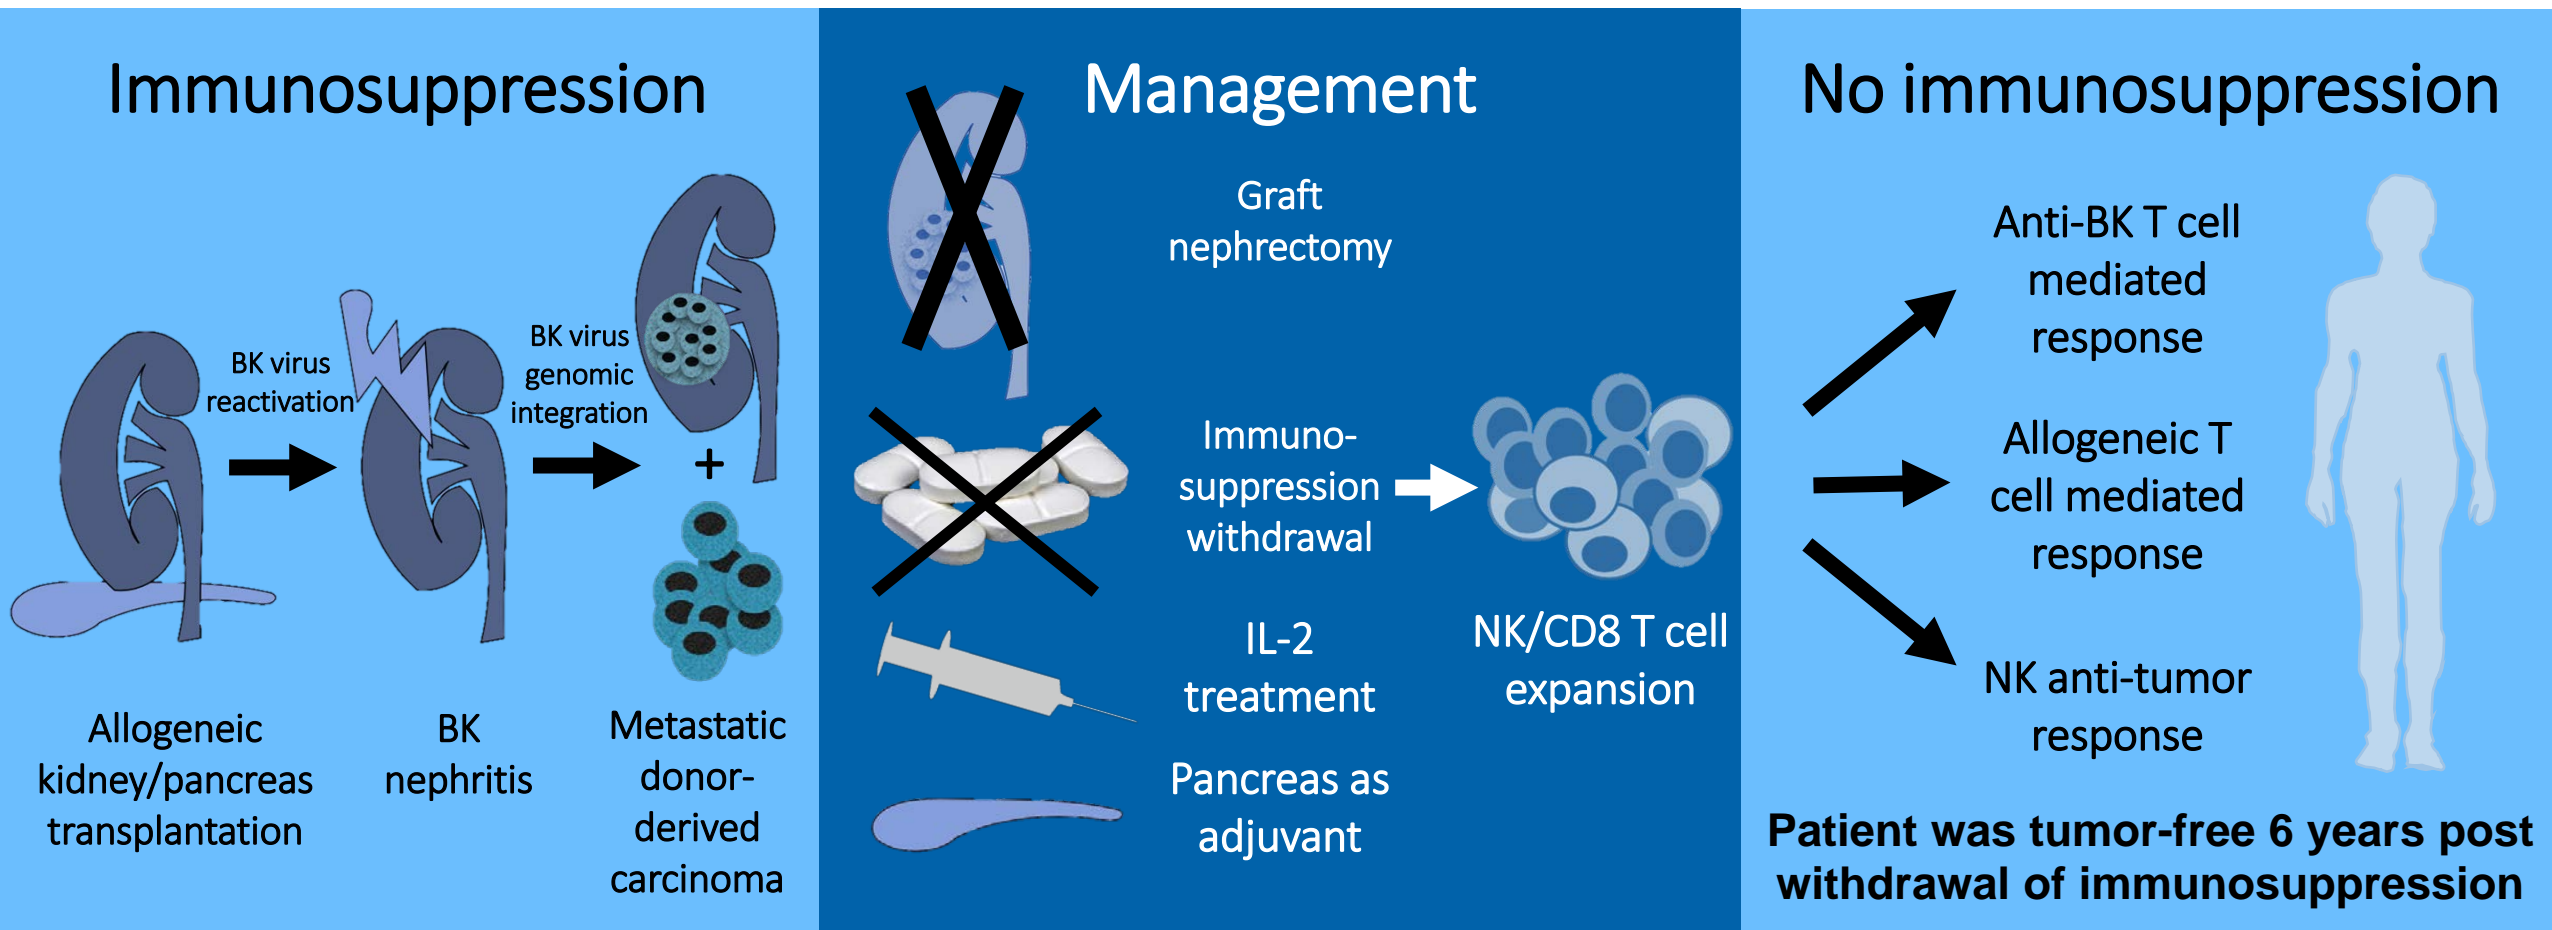 Immunosuppression
BK virus
reactivation
BK virus
genomic
integration
+
Allogeneic
kidney/pancreas
transplantation
BK
nephritis
Metastatic
donor-
derived
carcinoma
Management
Graft
nephrectomy
Immuno-
suppression
withdrawal
IL-2
treatment
Pancreas as
adjuvant
NK/CD8 T cell
expansion
No immunosuppression
Anti-BK T cell
mediated
response
Allogeneic T
cell mediated
response
NK anti-tumor
response
Patient was tumor-free 6 years post
withdrawal of immunosuppression